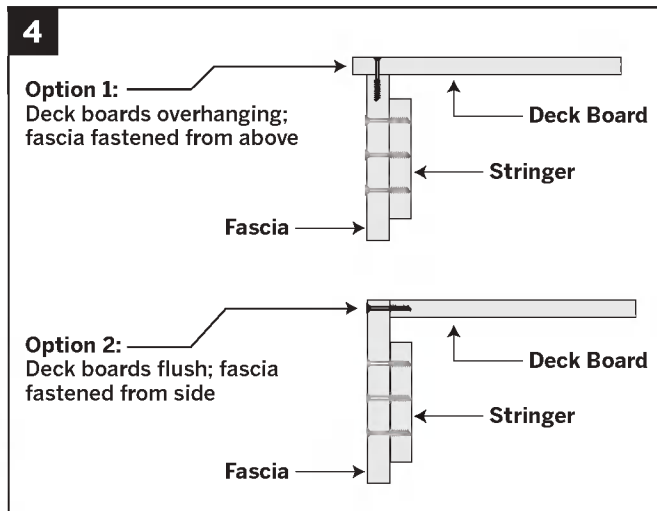 4
Option 1:
Deck boards overhanging;
fascia fastened from above
Deck Board
Stringer
Fascia
Option 2:
Deck boards flush; fascia
fastened from side
Deck Board
Stringer
Fascia